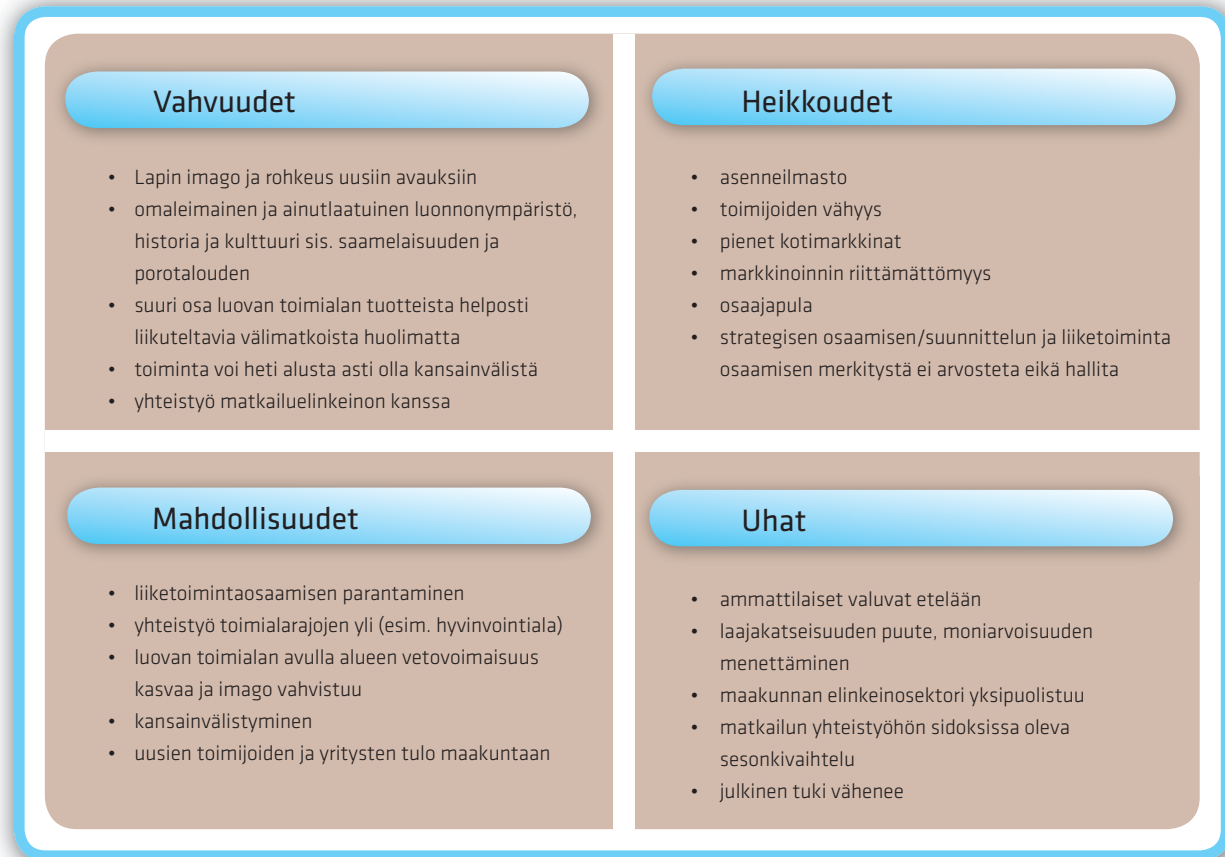 Vahvuudet
• Lapin imago ja rohkeus uusiin avauksiin
• omaleimainen ja ainutlaatuinen luonnonympäristö,
historia ja kulttuuri sis. saamelaisuuden ja
porotalouden
• suuri osa luovan toimialan tuotteista helposti
liikuteltavia välimatkoista huolimatta
• toiminta voi heti alusta asti olla kansainvälistä
• yhteistyö matkailuelinkeinon kanssa
Heikkoudet
• asenneilmasto
• toimijoiden vähyys
• pienet kotimarkkinat
• markkinoinnin riittämättömyys
• osaajapula
• strategisen osaamisen/suunnittelun ja liiketoiminta
osaamisen merkitystä ei arvosteta eikä hallita
Mahdollisuudet
• liiketoimintaosaamisen parantaminen
• yhteistyö toimialarajojen yli (esim. hyvinvointiala)
• luovan toimialan avulla alueen vetovoimaisuus
kasvaa ja imago vahvistuu
• kansainvälistyminen
• uusien toimijoiden ja yritysten tulo maakuntaan
Uhat
• ammattilaiset valuvat etelään
• laajakatseisuuden puute, moniarvoisuuden
menettäminen
• maakunnan elinkeinosektori yksipuolistuu
• matkailun yhteistyöhön sidoksissa oleva
sesonkivaihtelu
• julkinen tuki vähenee